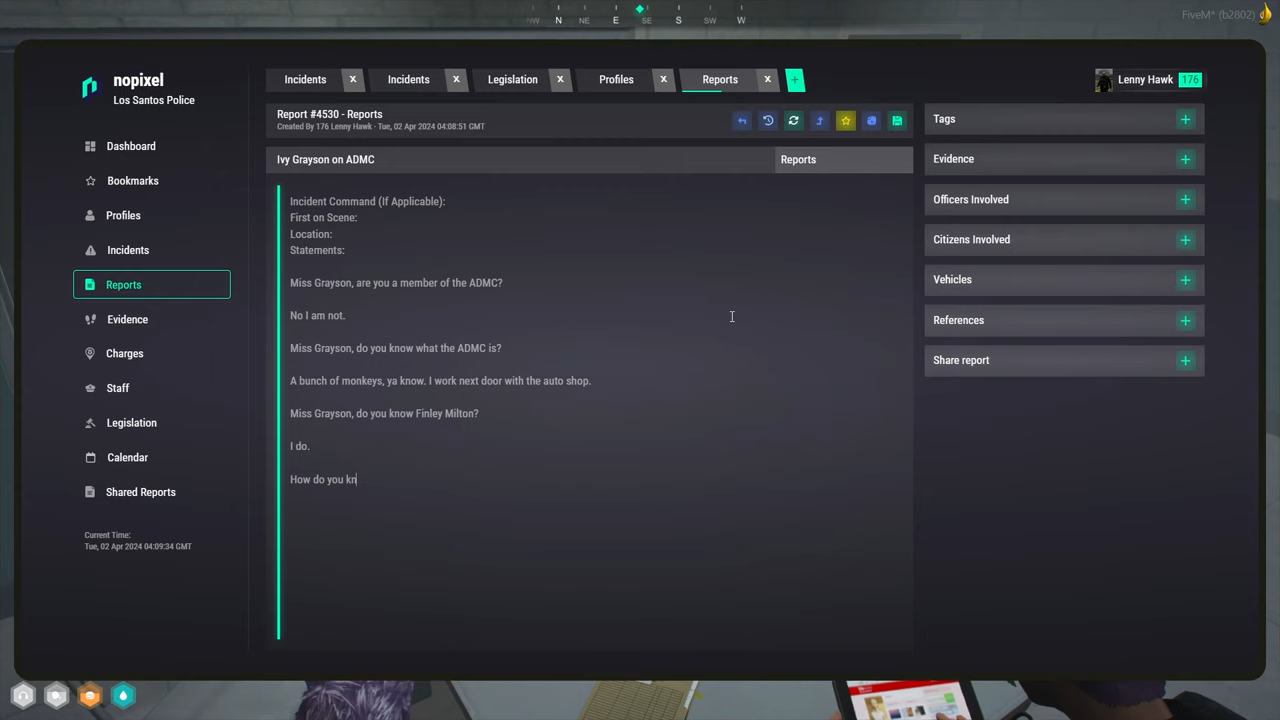 NW N NE E SE S SW W
FiveM* (b2802)
nopixel
Los Santos Police
Incidents x Incidents x Legislation x Profiles x Reports x +
Lenny Hawk 176
Report #4530 - Reports
Created By 176 Lenny Hawk · Tue, 02 Apr 2024 04:08:51 GMT
Ivy Grayson on ADMC
Reports
Dashboard
Bookmarks
Profiles
Incidents
Reports
Evidence
Charges
Staff
Legislation
Calendar
Shared Reports
Current Time:
Tue, 02 Apr 2024 04:09:34 GMT
Incident Command (If Applicable):
First on Scene:
Location:
Statements:
Miss Grayson, are you a member of the ADMC?
No I am not.
Miss Grayson, do you know what the ADMC is?
A bunch of monkeys, ya know. I work next door with the auto shop.
Miss Grayson, do you know Finley Milton?
I do.
How do you kn
Tags +
Evidence +
Officers Involved +
Citizens Involved +
Vehicles +
References +
Share report +